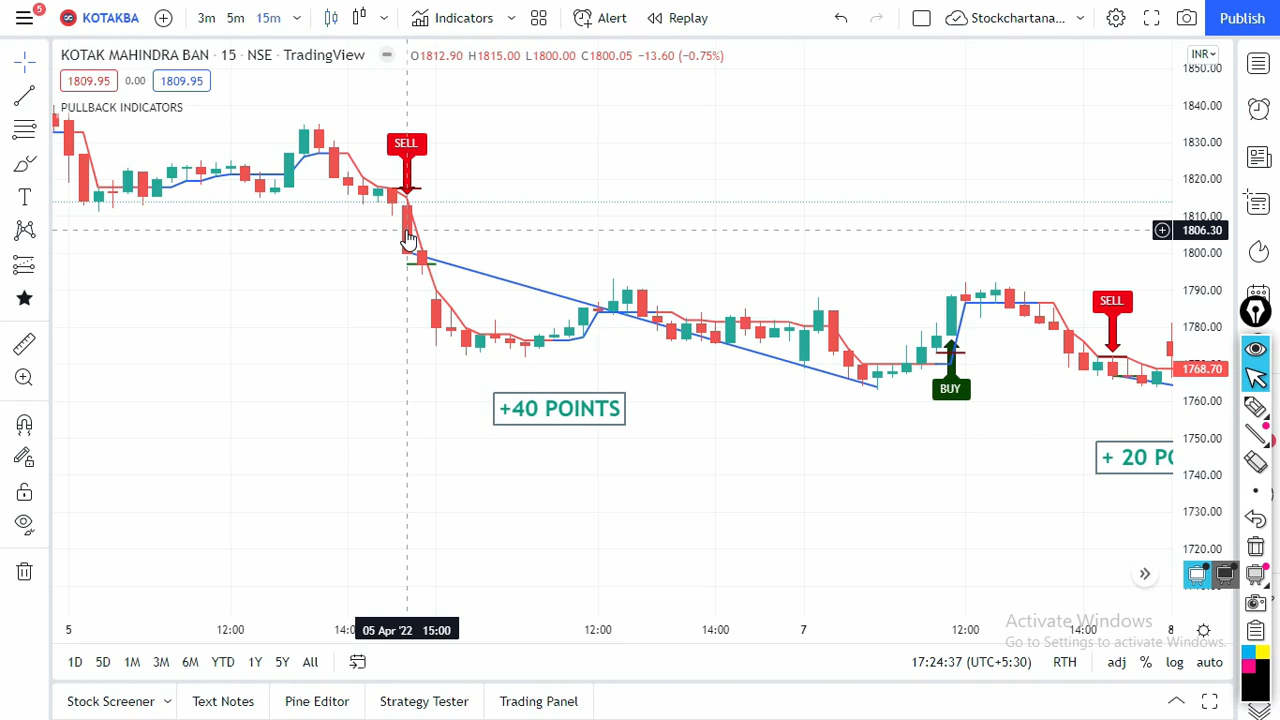 5
KOTAKBA
3m 5m 15m
Indicators
Alert
Replay
Stockchartana...
Publish
KOTAK MAHINDRA BAN · 15 · NSE · TradingView
O1812.90 H1815.00 L1800.00 C1800.05 −13.60 (−0.75%)
INR
1809.95 0.00 1809.95
PULLBACK INDICATORS
1850.00
1840.00
1830.00
1820.00
1810.00
1806.30
1800.00
1790.00
1780.00
1768.70
1760.00
1750.00
1740.00
1730.00
1720.00
SELL
SELL
BUY
+40 POINTS
+ 20 PO
5 12:00 14:0 05 Apr '22 15:00 12:00 14:00 7 12:00 14:00 8
Activate Windows
Go to Settings to activate Windows.
1D 5D 1M 3M 6M YTD 1Y 5Y All
17:24:37 (UTC+5:30) RTH adj % log auto
Stock Screener Text Notes Pine Editor Strategy Tester Trading Panel